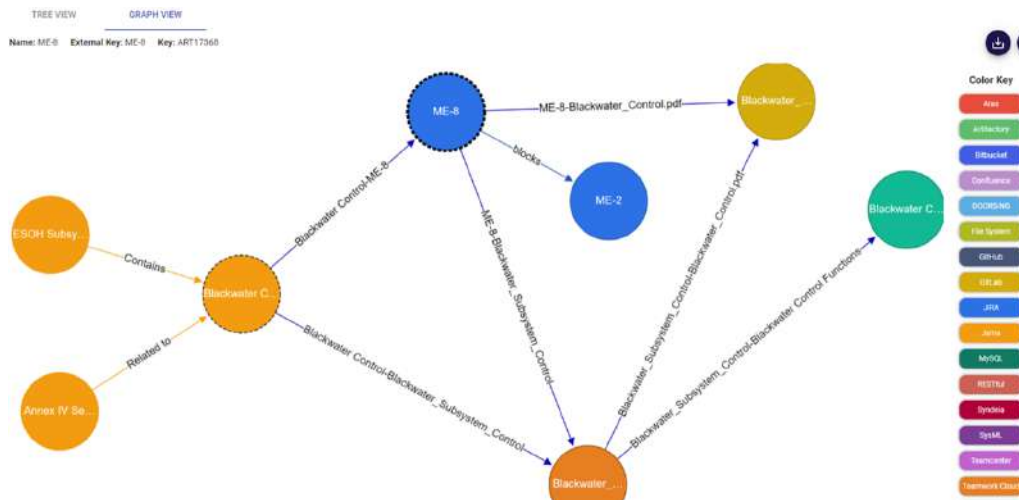 TREE VIEW
GRAPH VIEW
Name: ME-8 External Key: ME-8 Key: ART17368
Color Key
Aras
Artifactory
Bitbucket
Confluence
DOORS-NG
File System
GitHub
GitLab
JIRA
Jama
MySQL
RESTful
Syndeia
SysML
Teamcenter
Teamwork Cloud
ME-8
ME-8-Blackwater_Control.pdf
Blackwater_ ...
blocks
ME-2
Blackwater Control-ME-8
ESOH Subsy...
Contains
Blackwater C...
Related to
Annex IV Se...
ME-8-Blackwater_Subsystem_Control
Blackwater Control-Blackwater_Subsystem_Control
Blackwater_Subsystem_Control-Blackwater_Control.pdf
Blackwater_Subsystem_Control-Blackwater Control Functions
Blackwater C...
Blackwater_ ...